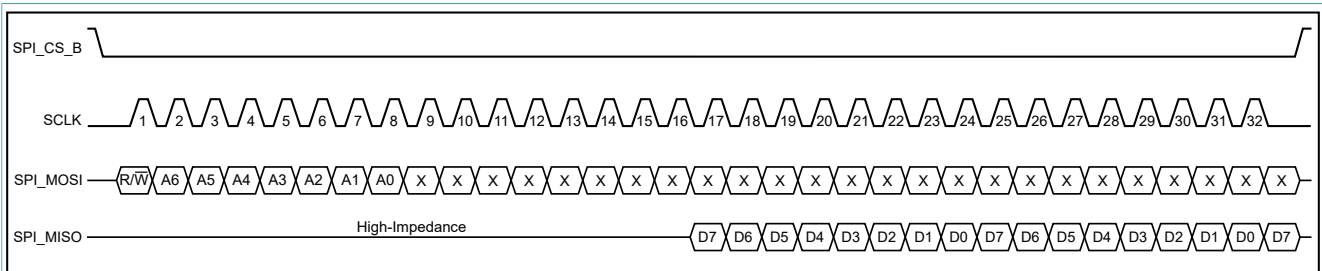 SPI_CS_B
SCLK 1 2 3 4 5 6 7 8 9 10 11 12 13 14 15 16 17 18 19 20 21 22 23 24 25 26 27 28 29 30 31 32
SPI_MOSI R/W̅ A6 A5 A4 A3 A2 A1 A0 X X X X X X X X X X X X X X X X X X X X X X X X X
SPI_MISO High-Impedance D7 D6 D5 D4 D3 D2 D1 D0 D7 D6 D5 D4 D3 D2 D1 D0 D7